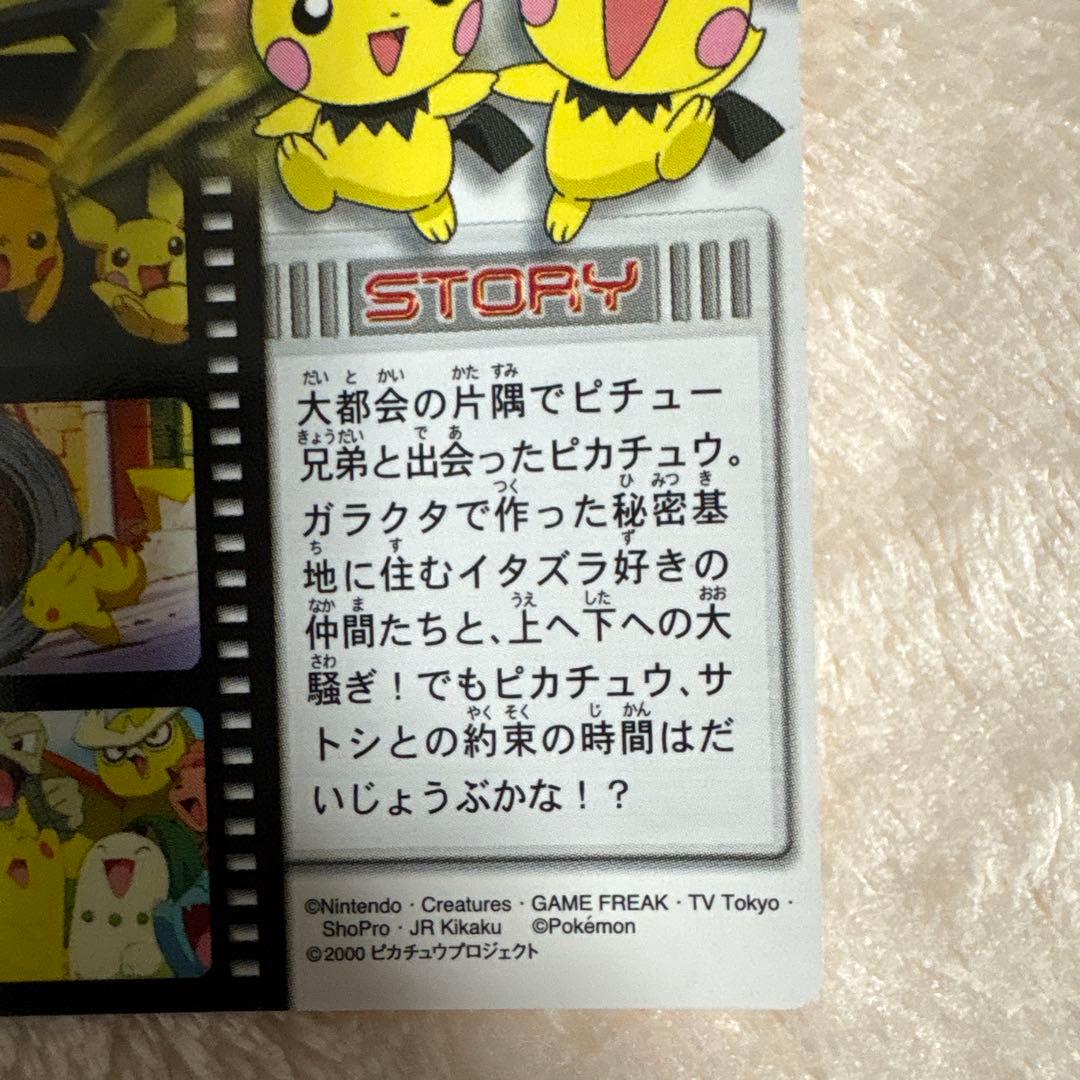 STORY
大都会の片隅でピチュー
兄弟と出会ったピカチュウ。
ガラクタで作った秘密基
地に住むイタズラ好きの
仲間たちと、上へ下への大
騒ぎ！でもピカチュウ、サ
トシとの約束の時間はだ
いじょうぶかな！？
©Nintendo · Creatures · GAME FREAK · TV Tokyo ·
ShoPro · JR Kikaku ©Pokémon
©2000 ピカチュウプロジェクト